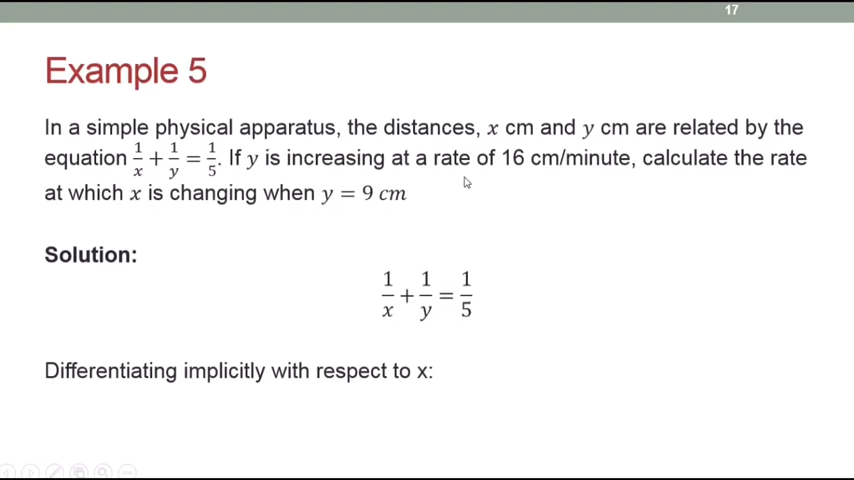 17
Example 5
In a simple physical apparatus, the distances, x cm and y cm are related by the
equation 1/x + 1/y = 1/5. If y is increasing at a rate of 16 cm/minute, calculate the rate
at which x is changing when y = 9 cm
Solution:
1/x + 1/y = 1/5
Differentiating implicitly with respect to x: